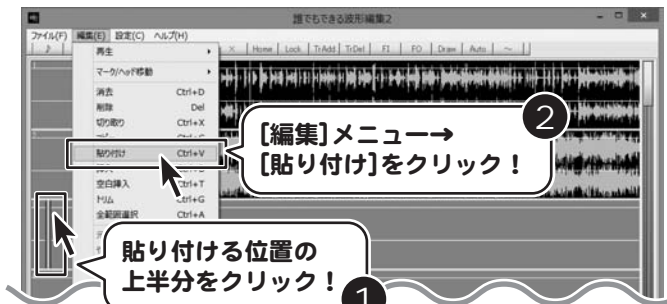 誰でもできる波形編集2
ファイル(F) 編集(E) 設定(C) ヘルプ(H)
Home Lock TrAdd TrDel FI FO Draw Auto ～
再生
マーク/ヘッド移動
消去 Ctrl+D
削除 Del
切り取り Ctrl+X
貼り付け Ctrl+V
空白挿入 Ctrl+T
トリム Ctrl+G
全範囲選択 Ctrl+A
[編集]メニュー→
[貼り付け]をクリック！
2
貼り付ける位置の
上半分をクリック！
1